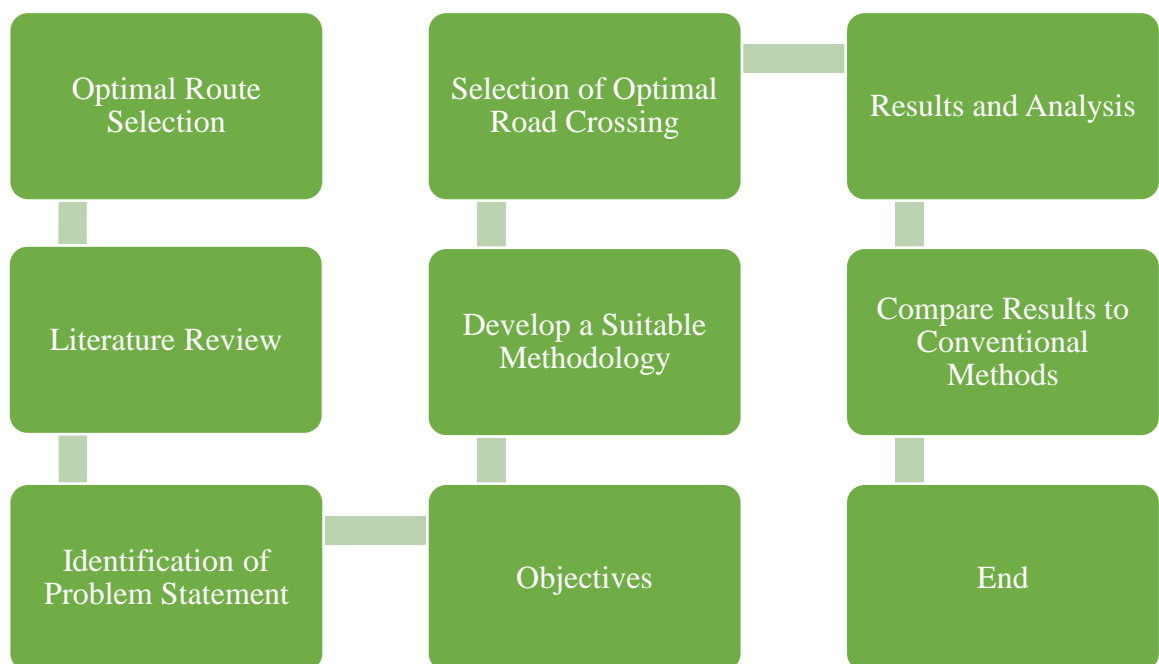 Optimal Route
Selection
Literature Review
Identification of
Problem Statement
Objectives
Develop a Suitable
Methodology
Selection of Optimal
Road Crossing
Results and Analysis
Compare Results to
Conventional
Methods
End